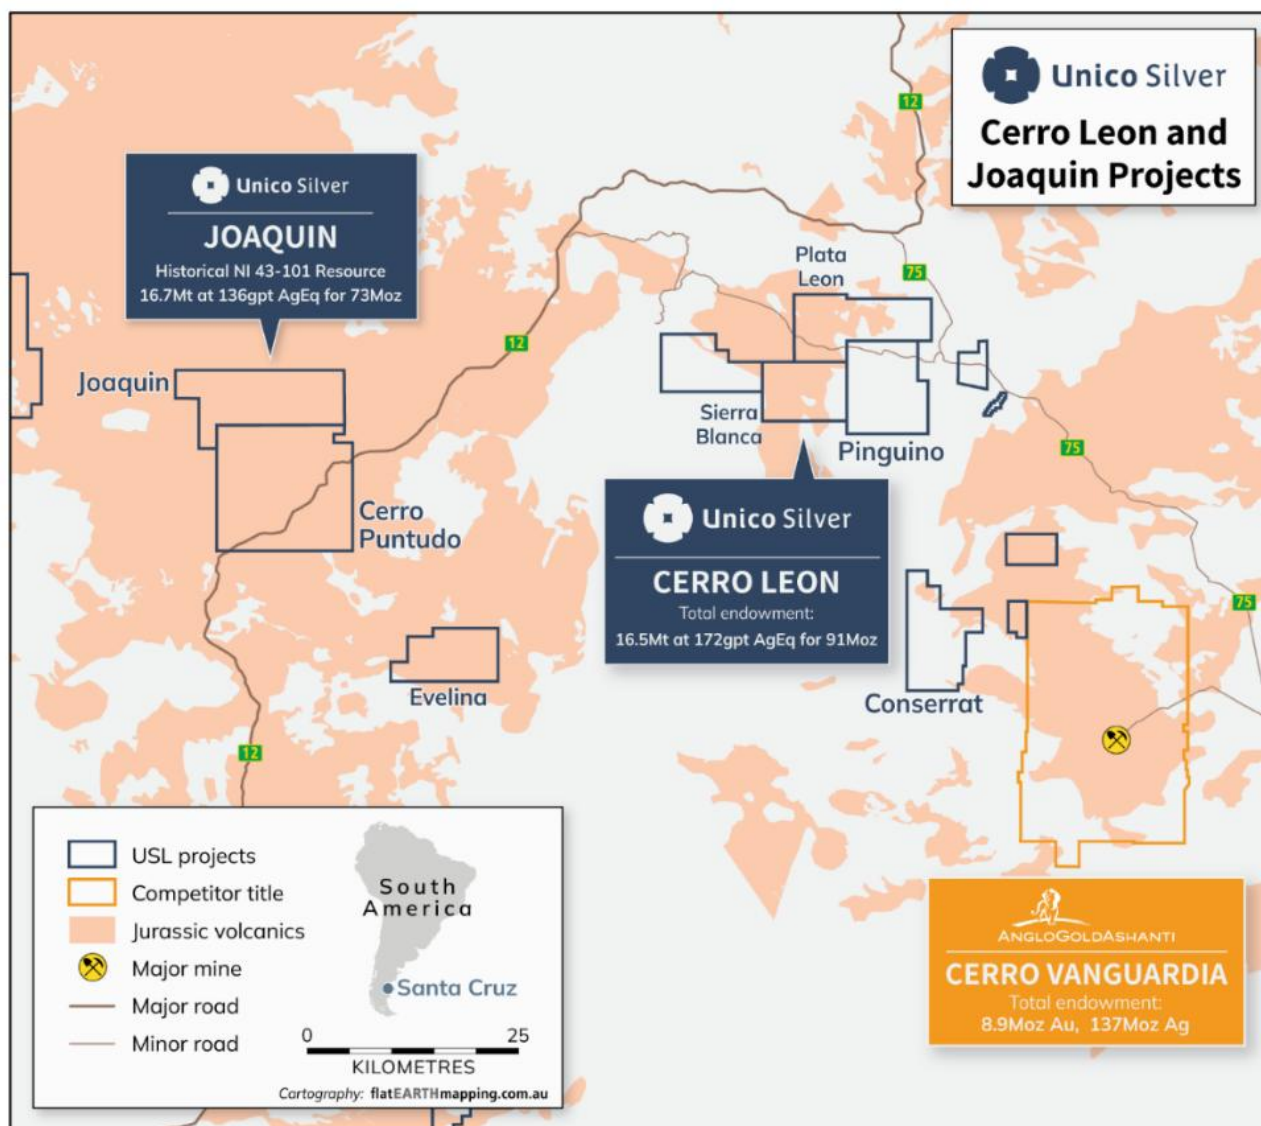 Unico Silver
Cerro Leon and
Joaquin Projects
12
Unico Silver
JOAQUIN
Historical NI 43-101 Resource
16.7Mt at 136gpt AgEq for 73Moz
Plata
Leon
75
12
Joaquin
Sierra
Blanca
Pinguino
75
Cerro
Puntudo
Unico Silver
CERRO LEON
Total endowment:
16.5Mt at 172gpt AgEq for 91Moz
75
Evelina
Conserrat
12
USL projects
Competitor title
Jurassic volcanics
Major mine
Major road
Minor road
South
America
Santa Cruz
0 25
KILOMETRES
Cartography: flatEARTHmapping.com.au
ANGLOGOLDASHANTI
CERRO VANGUARDIA
Total endowment:
8.9Moz Au, 137Moz Ag